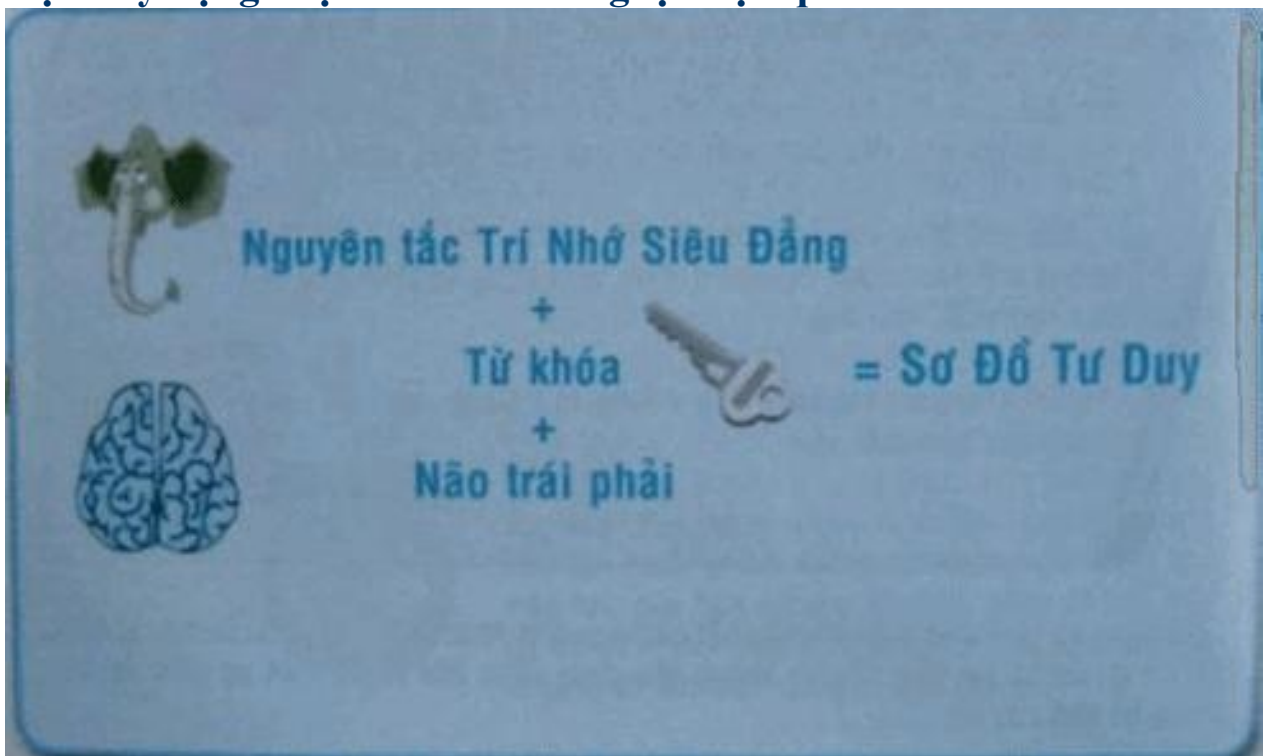 Nguyên tắc Trí Nhớ Siêu Đẳng
+
Từ khóa
= Sơ Đồ Tư Duy
+
Não trái phải